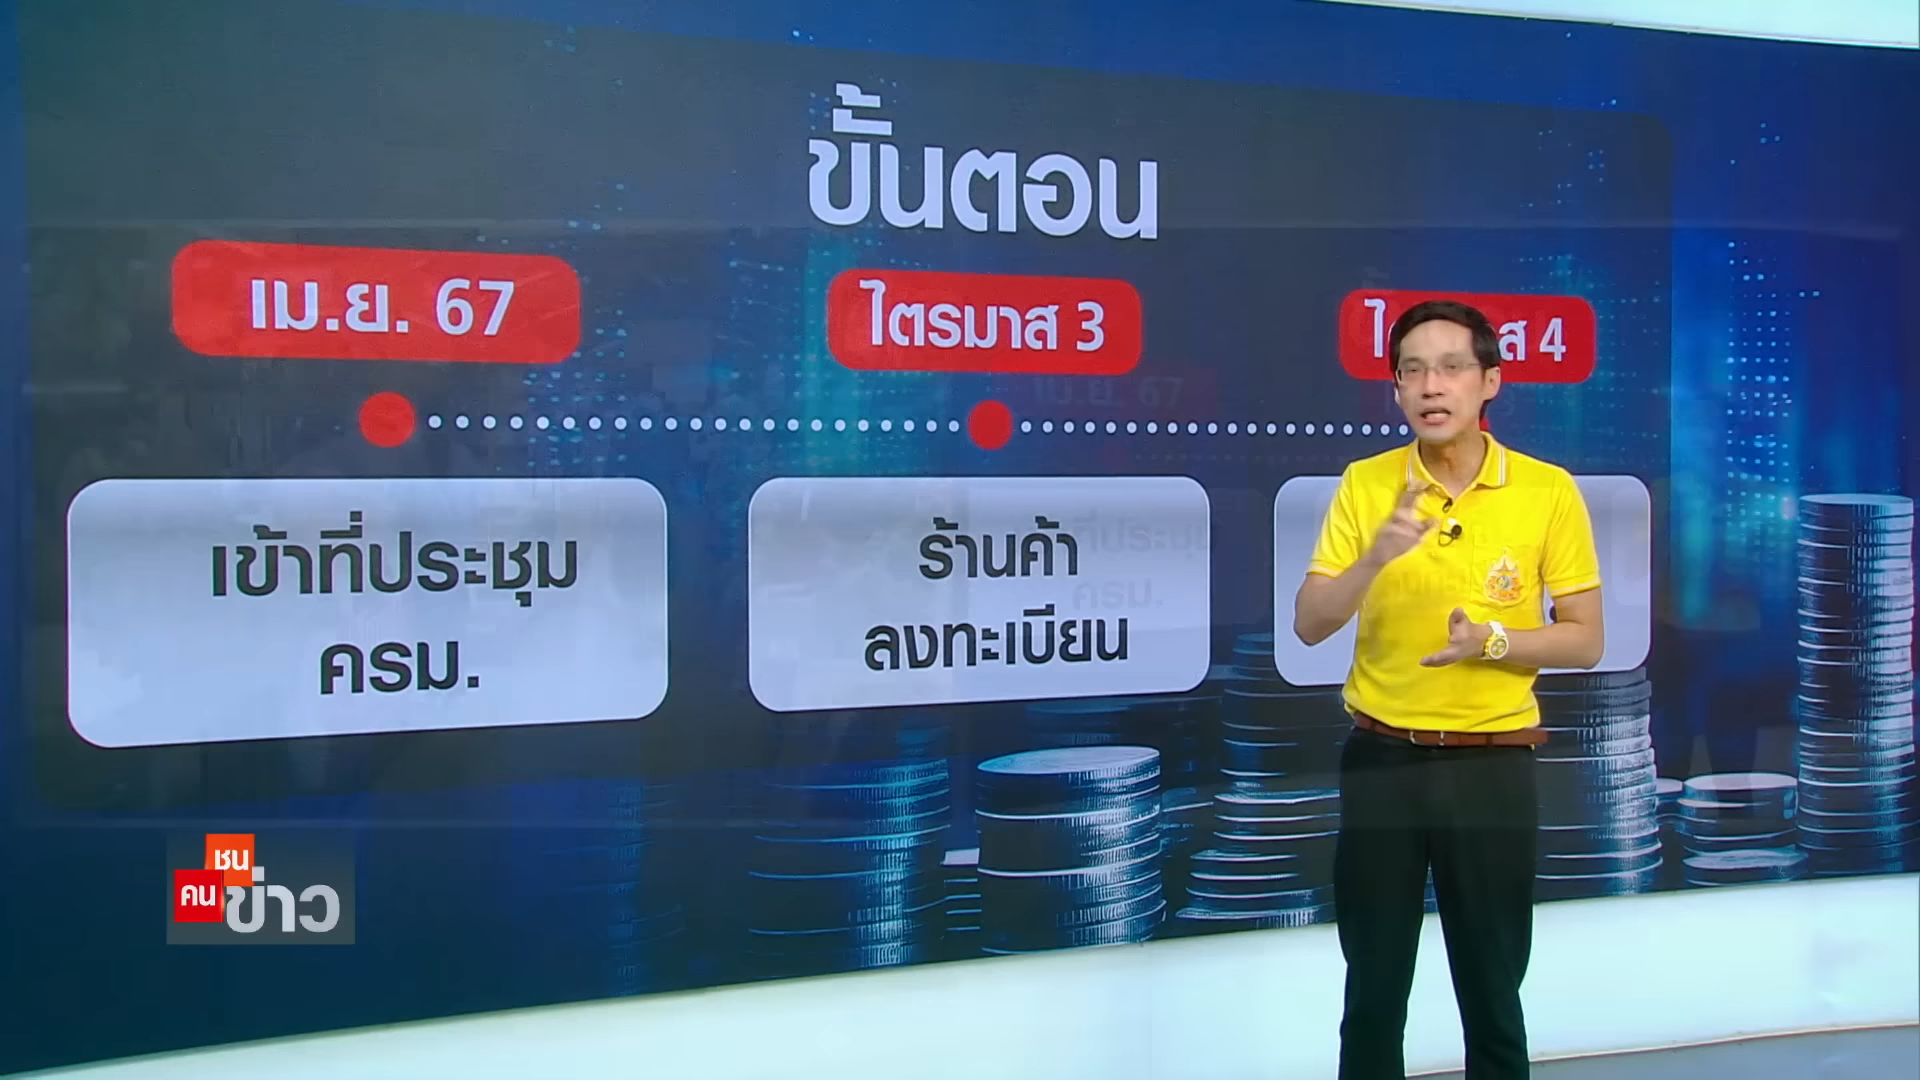 ขั้นตอน
เม.ย. 67
ไตรมาส 3
ส 4
เข้าที่ประชุม
ครม.
ร้านค้า
ลงทะเบียน
ชน
คน
ข่าว